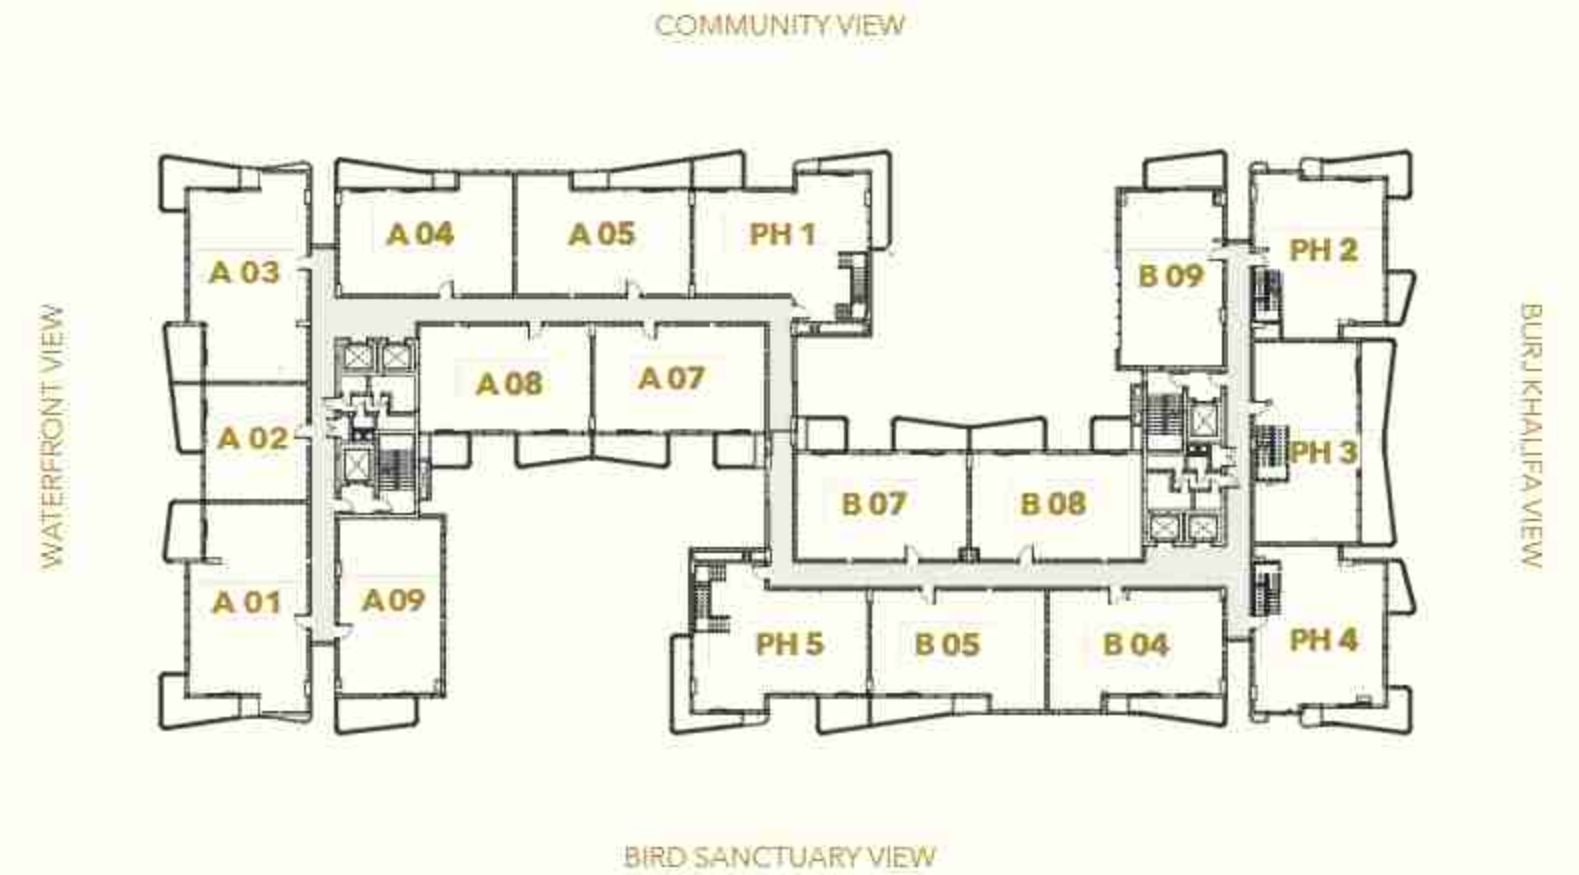 COMMUNITY VIEW
A 04
A 05
PH 1
PH 2
A 03
B 09
A 08
A 07
A 02
PH 3
B 07
B 08
A 01
A 09
PH 5
B 05
B 04
PH 4
WATERFRONT VIEW
BURJ KHALIFA VIEW
BIRD SANCTUARY VIEW